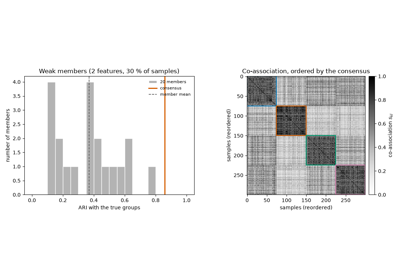 Weak members (2 features, 30 % of samples)
20 members
consensus
member mean
number of members
4.0
3.5
3.0
2.5
2.0
1.5
1.0
0.5
0.0
0.0 0.2 0.4 0.6 0.8 1.0
ARI with the true groups
Co-association, ordered by the consensus
samples (reordered)
0
50
100
150
200
250
0 50 100 150 200 250
samples (reordered)
1.0
0.8
0.6
0.4
0.2
0.0
co-association